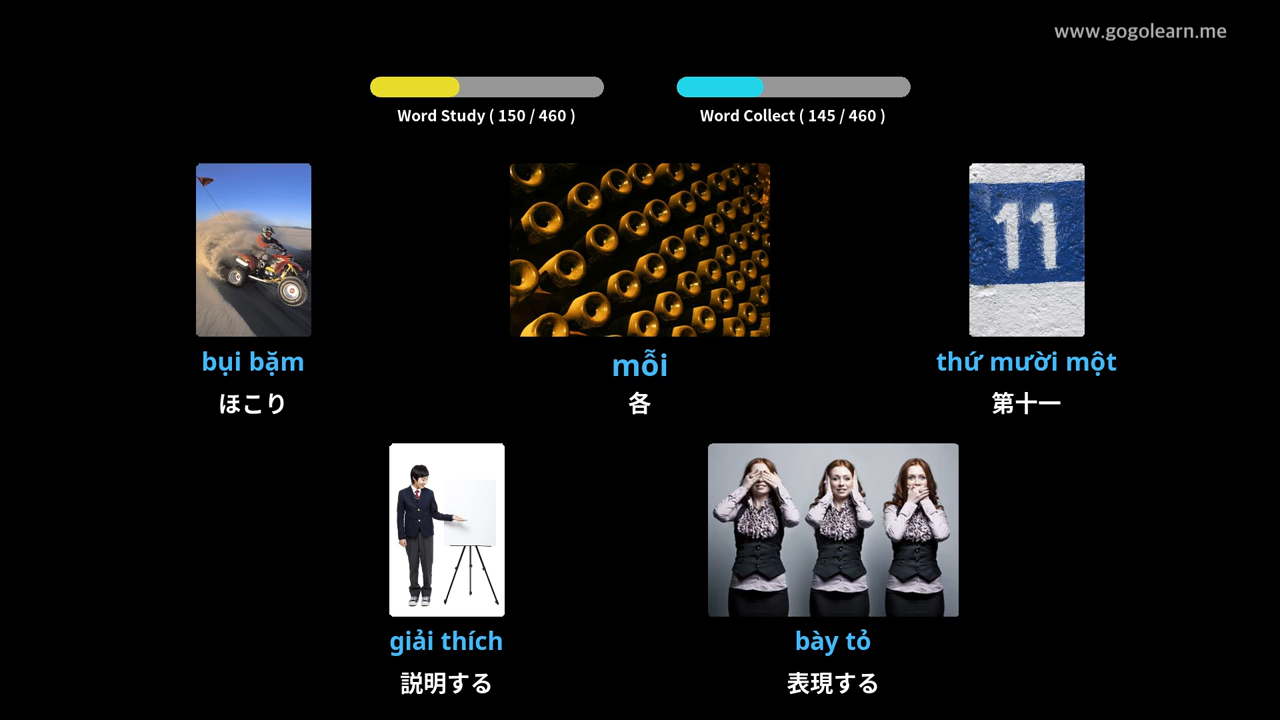 www.gogolearn.me
Word Study ( 150 / 460 )
Word Collect ( 145 / 460 )
11
bụi bặm
ほこり
mỗi
各
thứ mười một
第十一
giải thích
説明する
bày tỏ
表現する